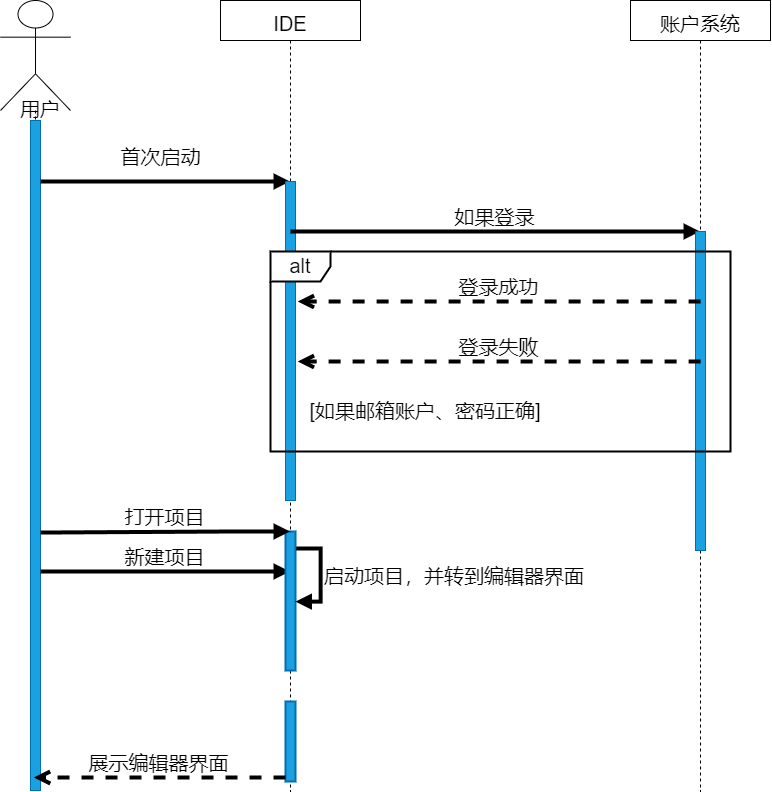 IDE
账户系统
用户
首次启动
如果登录
alt
登录成功
登录失败
[如果邮箱账户、密码正确]
打开项目
新建项目
启动项目，并转到编辑器界面
展示编辑器界面